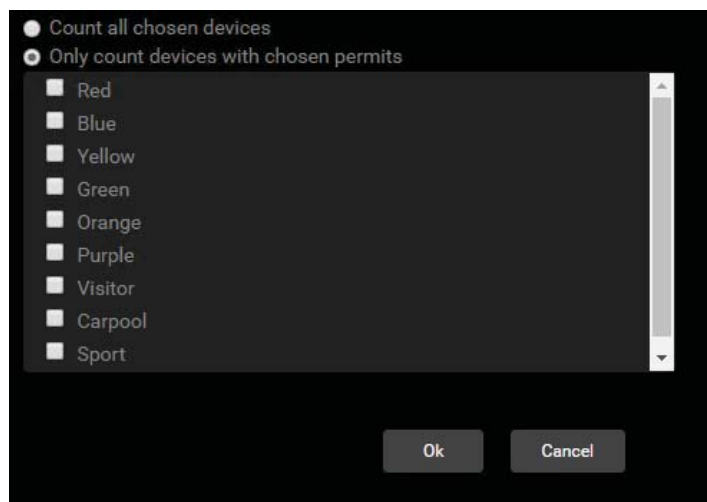 Count all chosen devices
Only count devices with chosen permits
Red
Blue
Yellow
Green
Orange
Purple
Visitor
Carpool
Sport
Ok Cancel